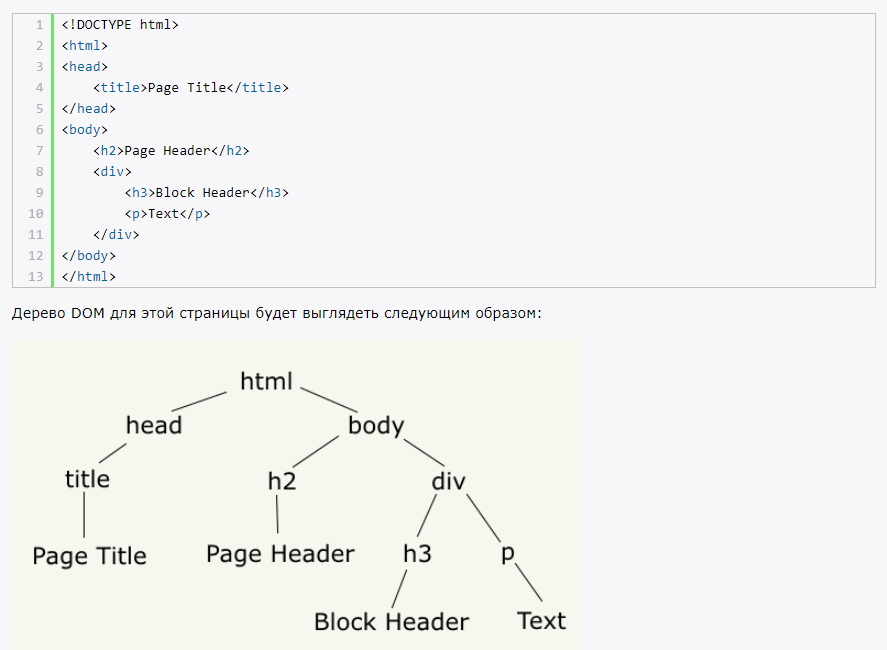 1 <!DOCTYPE html>
2 <html>
3 <head>
4     <title>Page Title</title>
5 </head>
6 <body>
7     <h2>Page Header</h2>
8     <div>
9         <h3>Block Header</h3>
10         <p>Text</p>
11     </div>
12 </body>
13 </html>
Дерево DOM для этой страницы будет выглядеть следующим образом:
html
head body
title h2 div
Page Title Page Header h3 p
Block Header Text